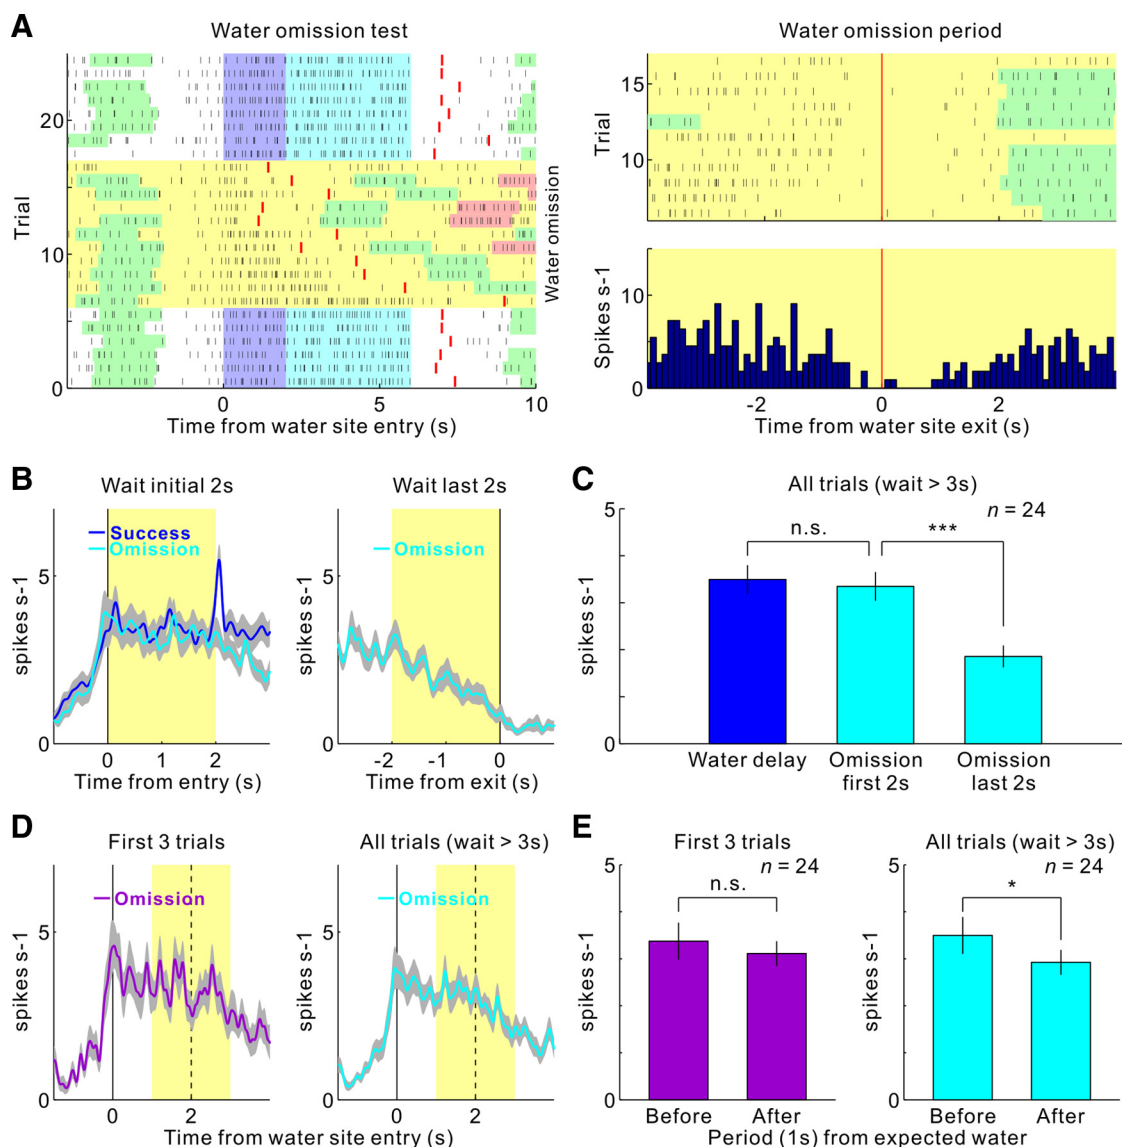 A
Water omission test
Trial
20
10
0
0
5
10
Time from water site entry (s)
Water omission
Water omission period
Trial
15
10
Spikes s-1
10
0
-2
0
2
Time from water site exit (s)
B
Wait initial 2s
Success
Omission
spikes s-1
5
0
0
2
Time from entry (s)
Wait last 2s
Omission
5
0
-2
-1
0
Time from exit (s)
C
All trials (wait > 3s)
n = 24
n.s.
***
spikes s-1
5
0
Water delay
Omission first 2s
Omission last 2s
D
First 3 trials
Omission
spikes s-1
5
0
0
2
All trials (wait > 3s)
Omission
spikes s-1
5
0
0
2
Time from water site entry (s)
E
First 3 trials
n = 24
n.s.
spikes s-1
5
0
Before
After
All trials (wait > 3s)
n = 24
*
spikes s-1
5
0
Before
After
Period (1s) from expected water